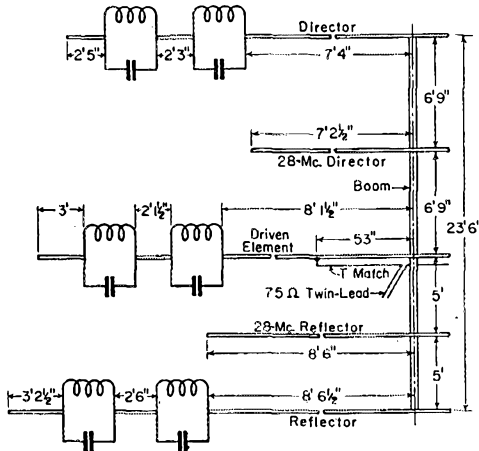 Director
2'5"
2'3"
7'4"
6'9"
7'2½"
28-Mc. Director
Boom
6'9"
23'6'
3'
2'1½"
8'1½"
Driven
Element
53"
T Match
75 Ω Twin-Lead
5'
28-Mc. Reflector
8'6"
5'
3'2½"
2'6"
8'6½"
Reflector